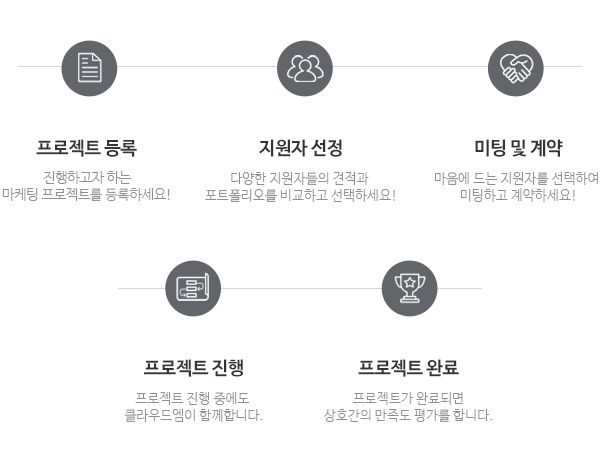 프로젝트 등록
진행하고자 하는
마케팅 프로젝트를 등록하세요!
지원자 선정
다양한 지원자들의 견적과
포트폴리오를 비교하고 선택하세요!
미팅 및 계약
마음에 드는 지원자를 선택하여
미팅하고 계약하세요!
프로젝트 진행
프로젝트 진행 중에도
클라우드엠이 함께합니다.
프로젝트 완료
프로젝트가 완료되면
상호간의 만족도 평가를 합니다.